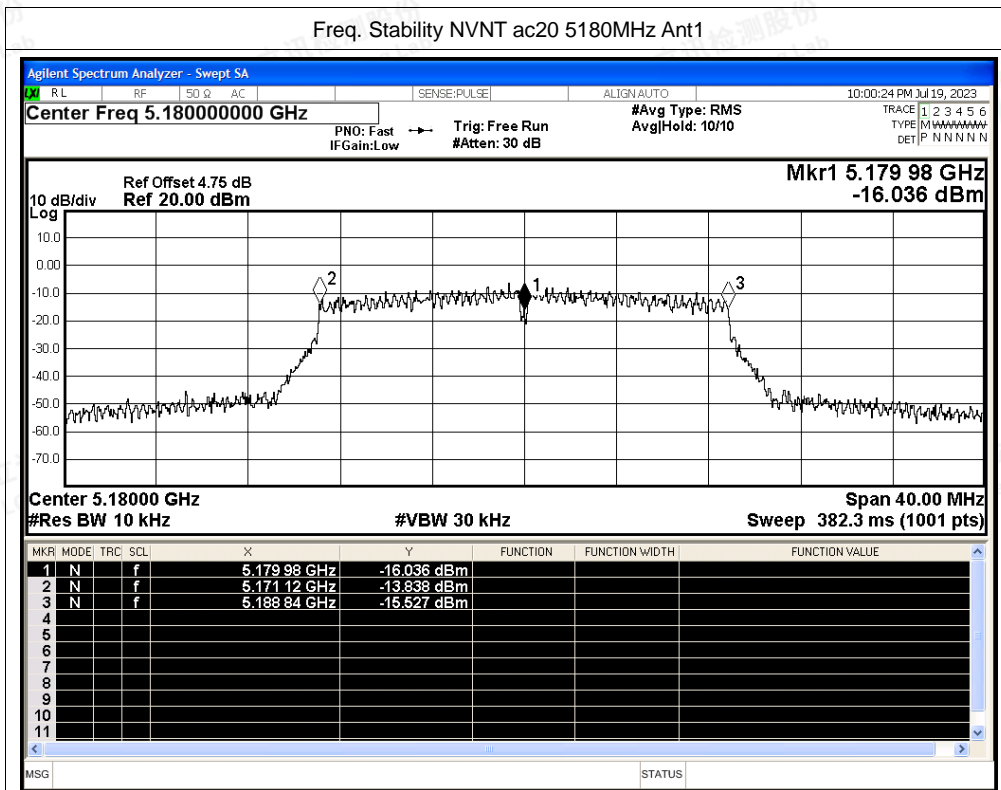 Freq. Stability NVNT ac20 5180MHz Ant1
Agilent Spectrum Analyzer - Swept SA
LXI RL RF 50 Ω AC SENSE:PULSE ALIGN AUTO 10:00:24 PM Jul 19, 2023
Center Freq 5.180000000 GHz
PNO: Fast
IFGain:Low
Trig: Free Run
#Atten: 30 dB
#Avg Type: RMS
Avg|Hold: 10/10
TRACE 1 2 3 4 5 6
TYPE M
DET P N N N N N
Mkr1 5.179 98 GHz
-16.036 dBm
Ref Offset 4.75 dB
10 dB/div Ref 20.00 dBm
Log
10.0
0.00
-10.0
-20.0
-30.0
-40.0
-50.0
-60.0
-70.0
2
1
3
Center 5.18000 GHz Span 40.00 MHz
#Res BW 10 kHz #VBW 30 kHz Sweep 382.3 ms (1001 pts)
MKR MODE TRC SCL X Y FUNCTION FUNCTION WIDTH FUNCTION VALUE
1 N f 5.179 98 GHz -16.036 dBm
2 N f 5.171 12 GHz -13.838 dBm
3 N f 5.188 84 GHz -15.527 dBm
4
5
6
7
8
9
10
11
MSG STATUS